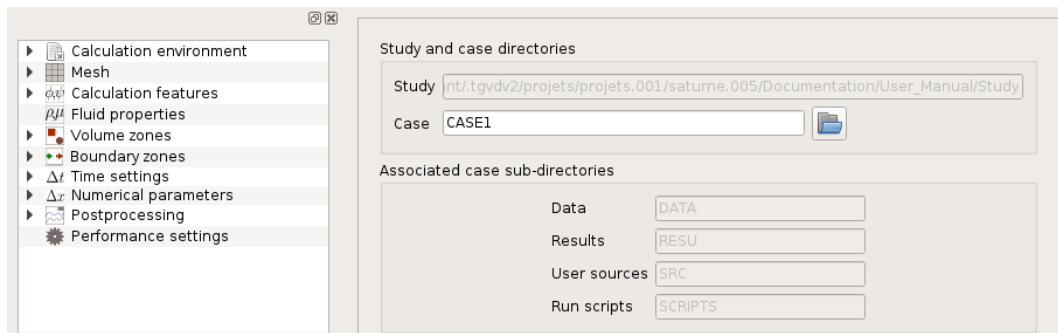 Calculation environment
Mesh
Calculation features
Fluid properties
Volume zones
Boundary zones
Δt Time settings
Δx Numerical parameters
Postprocessing
Performance settings
Study and case directories
Study nt/.tgvdv2/projets/projets.001/saturne.005/Documentation/User_Manual/Study
Case CASE1
Associated case sub-directories
Data DATA
Results RESU
User sources SRC
Run scripts SCRIPTS